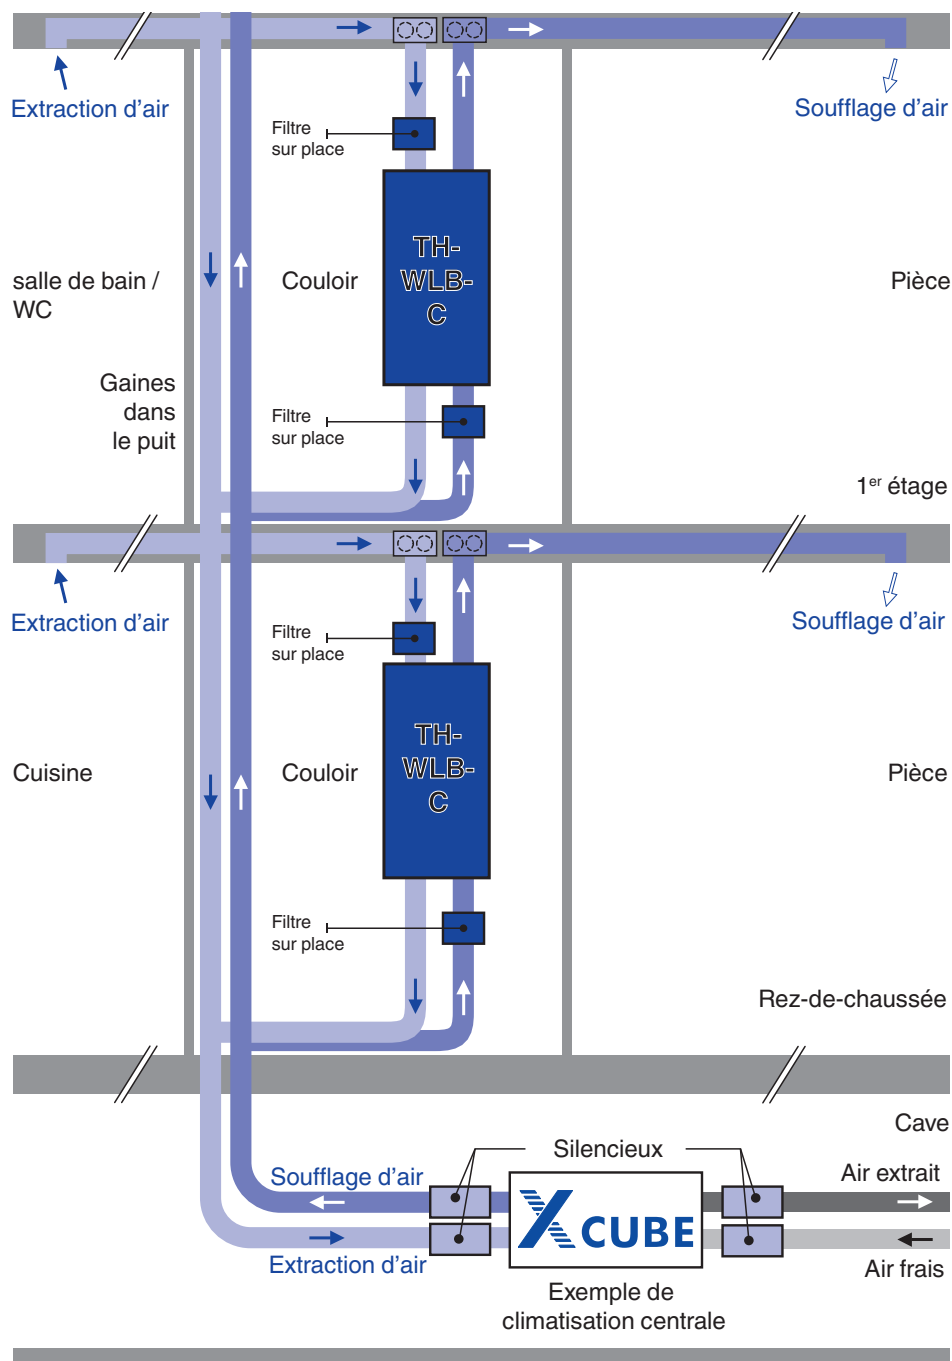 Extraction d'air
Filtre
sur place
Soufflage d'air
TH-
WLB-
C
salle de bain /
WC
Couloir
Pièce
Gaines
dans
le puit
Filtre
sur place
1er étage
Extraction d'air
Filtre
sur place
Soufflage d'air
TH-
WLB-
C
Cuisine
Couloir
Pièce
Filtre
sur place
Rez-de-chaussée
Cave
Silencieux
Soufflage d'air
Air extrait
X CUBE
Extraction d'air
Air frais
Exemple de
climatisation centrale